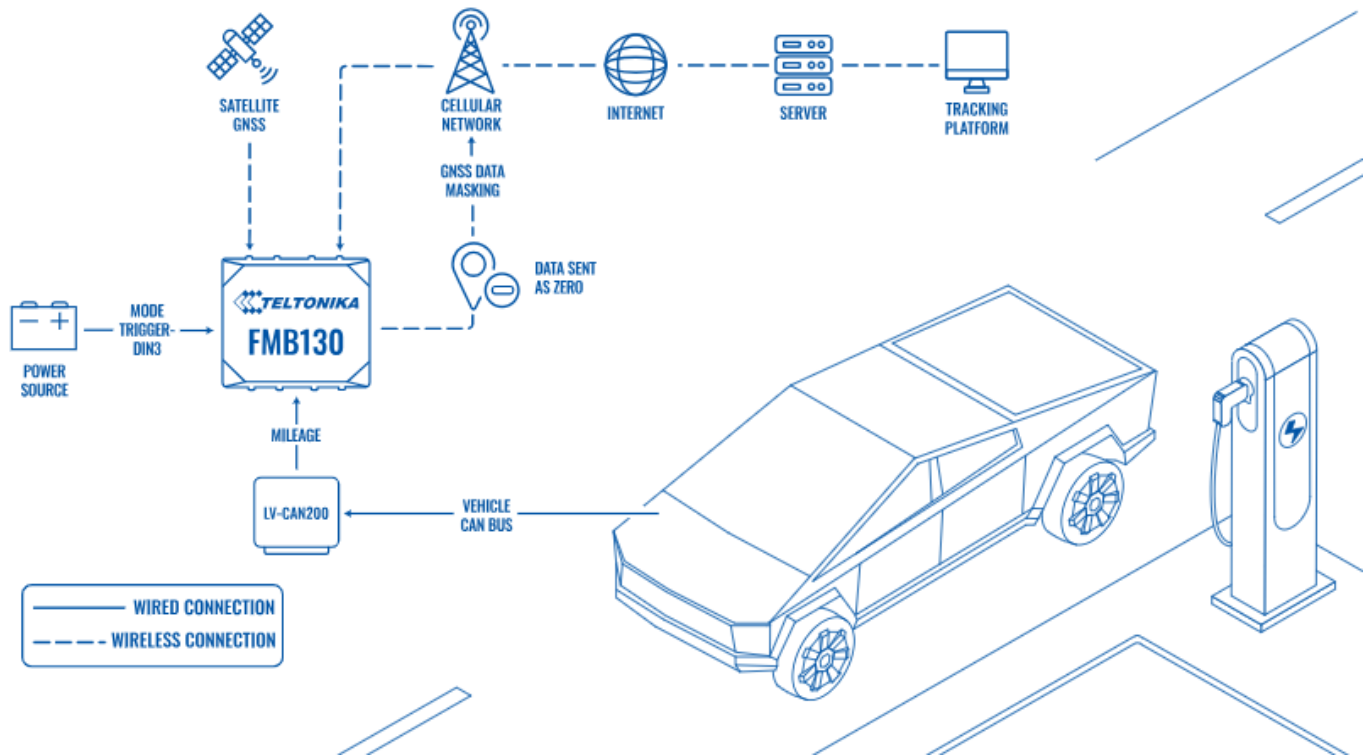 SATELLITE
GNSS
CELLULAR
NETWORK
INTERNET
SERVER
TRACKING
PLATFORM
GNSS DATA
MASKING
DATA SENT
AS ZERO
TELTONIKA
FMB130
MODE
TRIGGER-
DIN3
POWER
SOURCE
MILEAGE
LV-CAN200
VEHICLE
CAN BUS
WIRED CONNECTION
WIRELESS CONNECTION